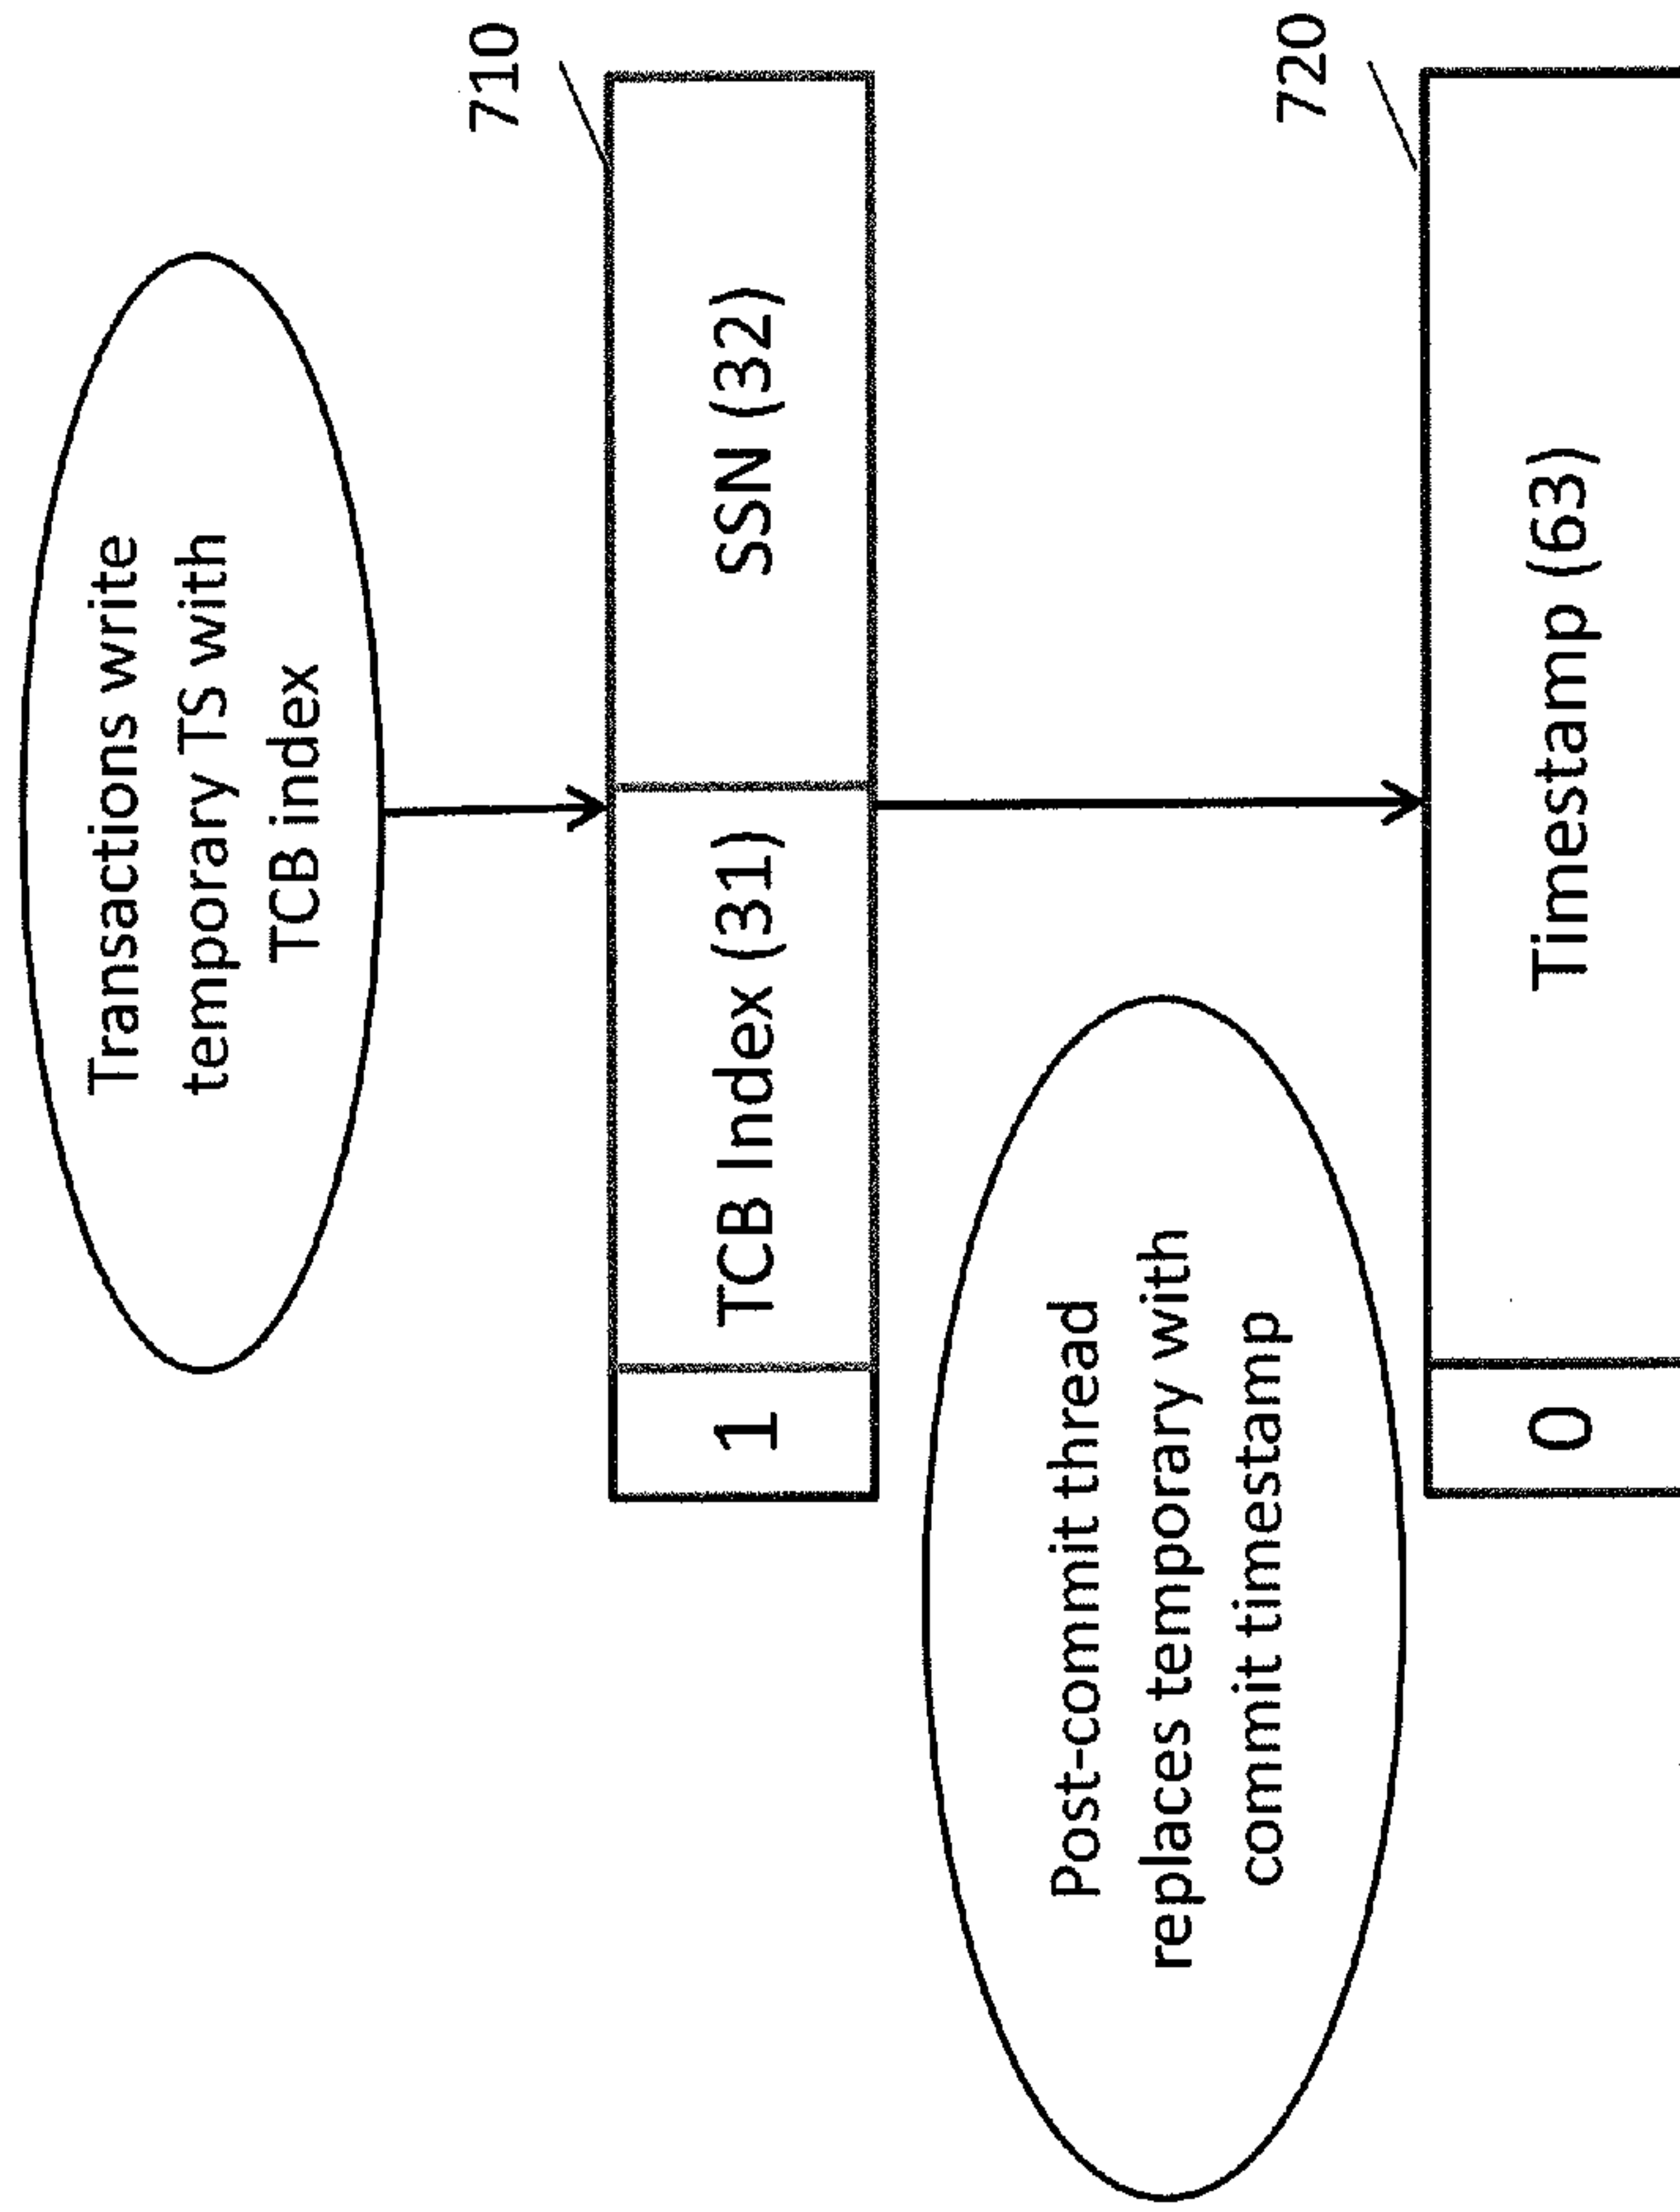 Transactions write
temporary TS with
TCB index
710
1
TCB Index (31)
SSN (32)
Post-commit thread
replaces temporary with
commit timestamp
720
0
Timestamp (63)